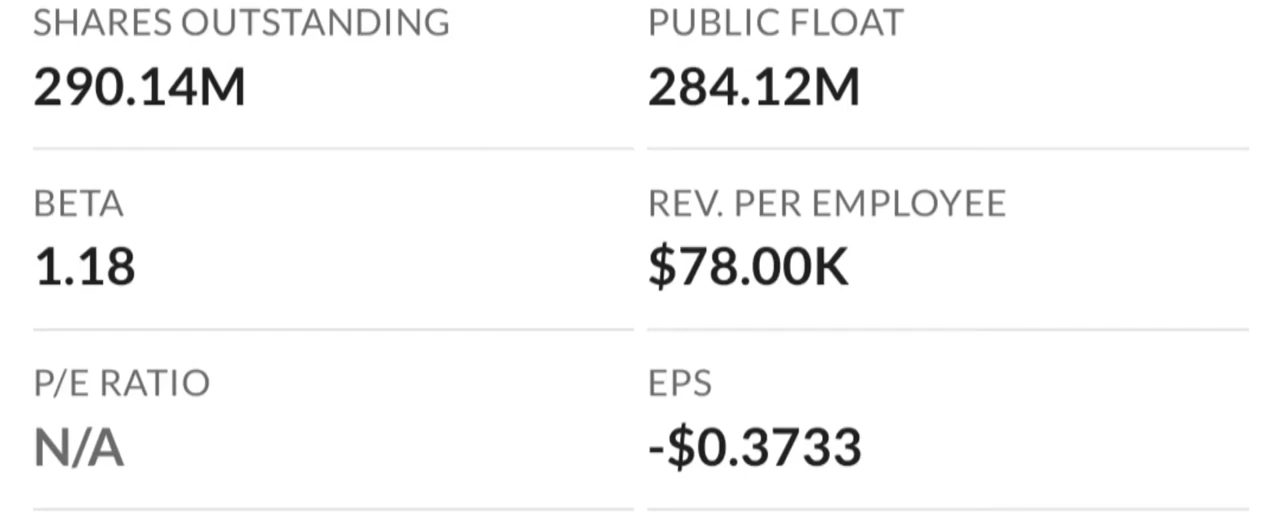 SHARES OUTSTANDING
290.14M
PUBLIC FLOAT
284.12M
BETA
1.18
REV. PER EMPLOYEE
$78.00K
P/E RATIO
N/A
EPS
-$0.3733